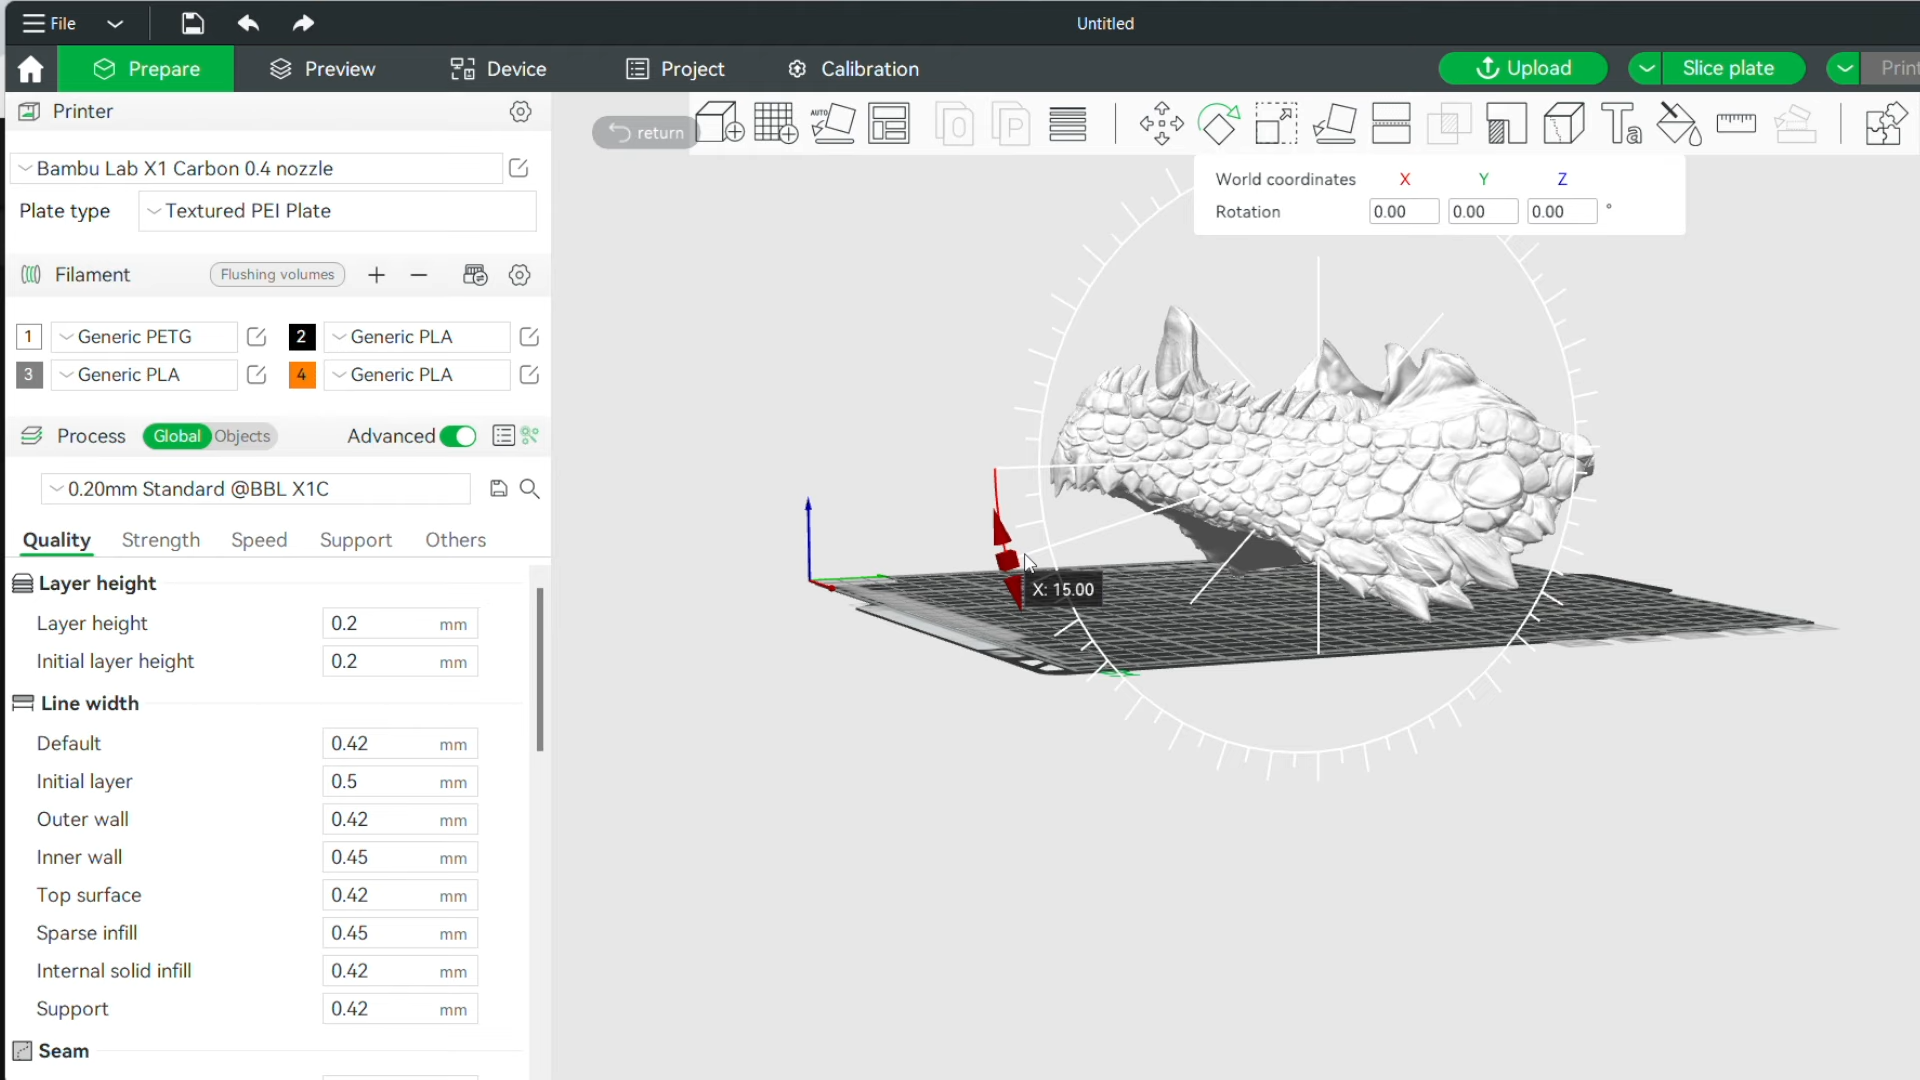 File
Untitled
Prepare
Preview
Device
Project
Calibration
Upload
Slice plate
Print
Printer
return
AUTO
Bambu Lab X1 Carbon 0.4 nozzle
Plate type
Textured PEI Plate
World coordinates X Y Z
Rotation 0.00 0.00 0.00 °
Filament
Flushing volumes
1 Generic PETG
2 Generic PLA
3 Generic PLA
4 Generic PLA
Process
Global Objects
Advanced
0.20mm Standard @BBL X1C
Quality Strength Speed Support Others
X: 15.00
Layer height
Layer height 0.2 mm
Initial layer height 0.2 mm
Line width
Default 0.42 mm
Initial layer 0.5 mm
Outer wall 0.42 mm
Inner wall 0.45 mm
Top surface 0.42 mm
Sparse infill 0.45 mm
Internal solid infill 0.42 mm
Support 0.42 mm
Seam